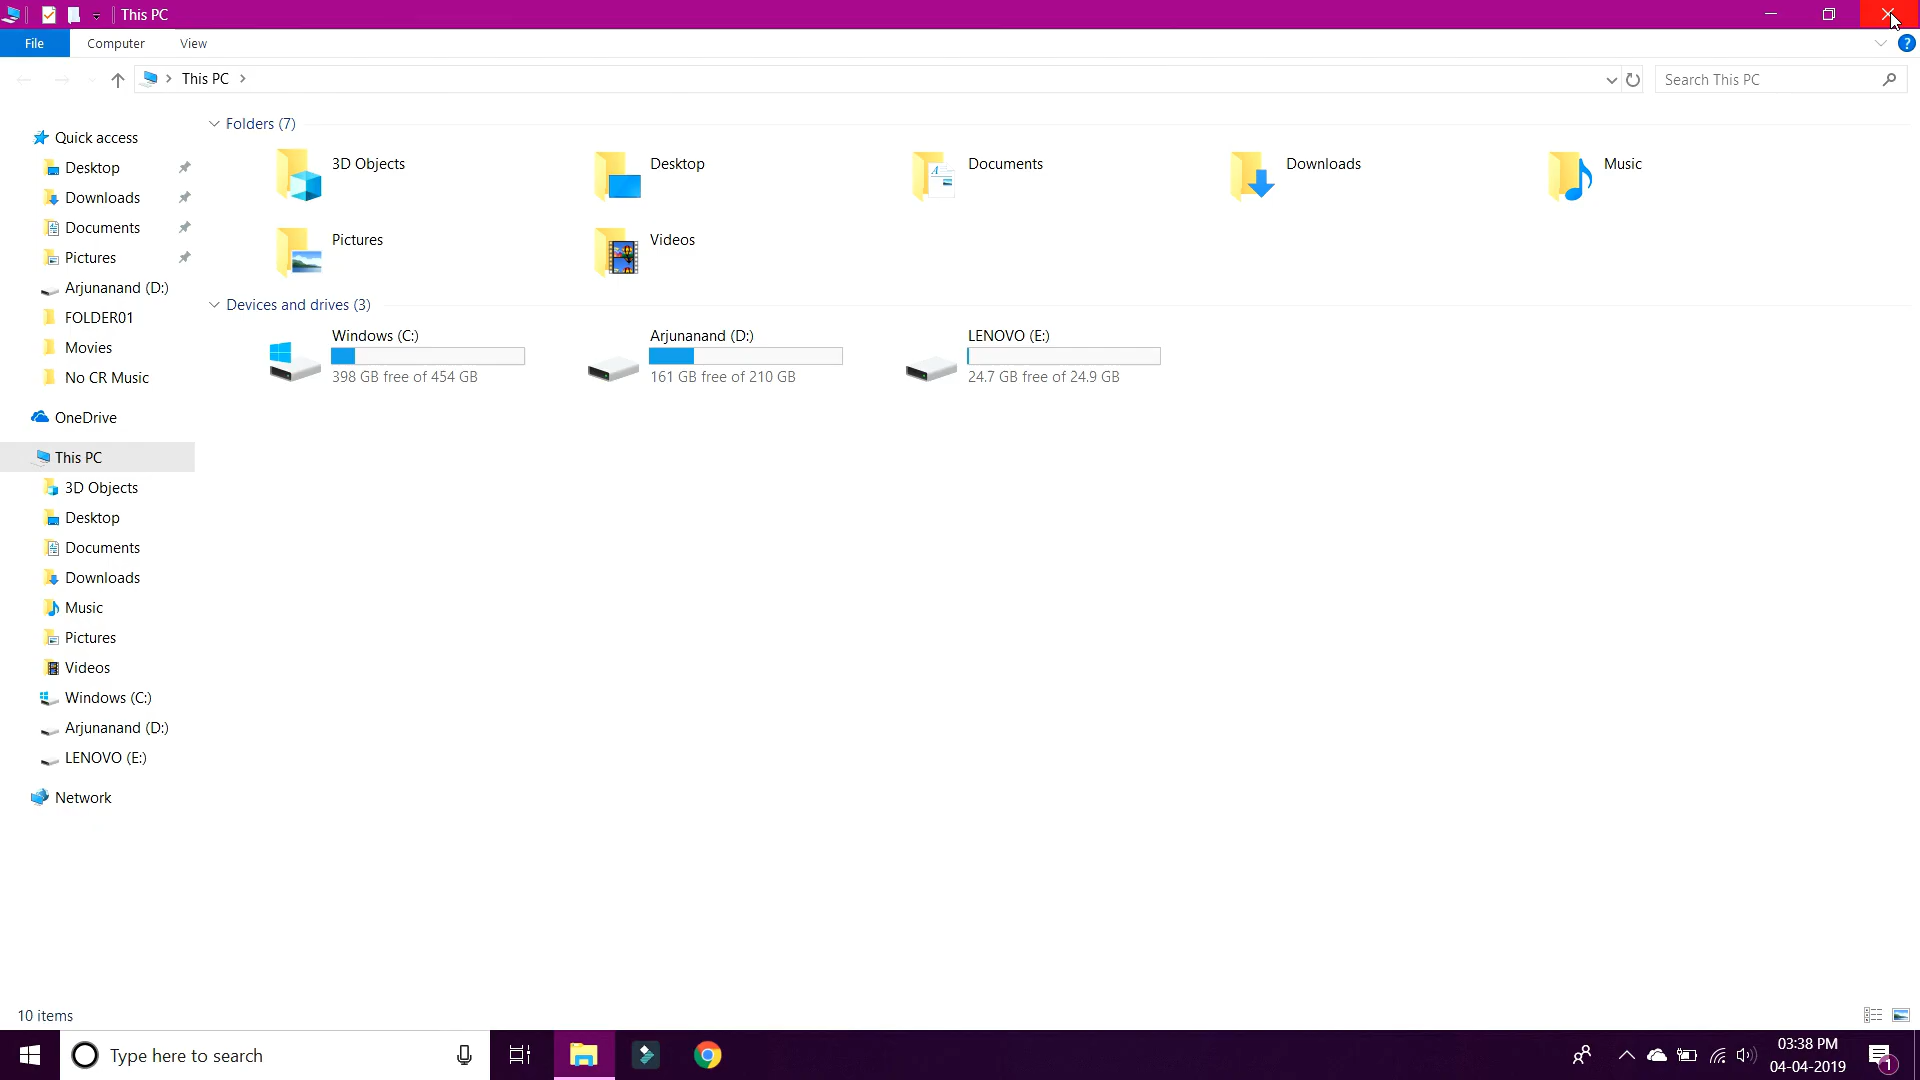 This PC
File
Computer
View
?
This PC
Search This PC
Quick access
Desktop
Downloads
Documents
Pictures
Arjunanand (D:)
FOLDER01
Movies
No CR Music
OneDrive
This PC
3D Objects
Desktop
Documents
Downloads
Music
Pictures
Videos
Windows (C:)
Arjunanand (D:)
LENOVO (E:)
Network
Folders (7)
3D Objects
Desktop
Documents
Downloads
Music
Pictures
Videos
Devices and drives (3)
Windows (C:)
398 GB free of 454 GB
Arjunanand (D:)
161 GB free of 210 GB
LENOVO (E:)
24.7 GB free of 24.9 GB
10 items
Type here to search
03:38 PM
04-04-2019
1